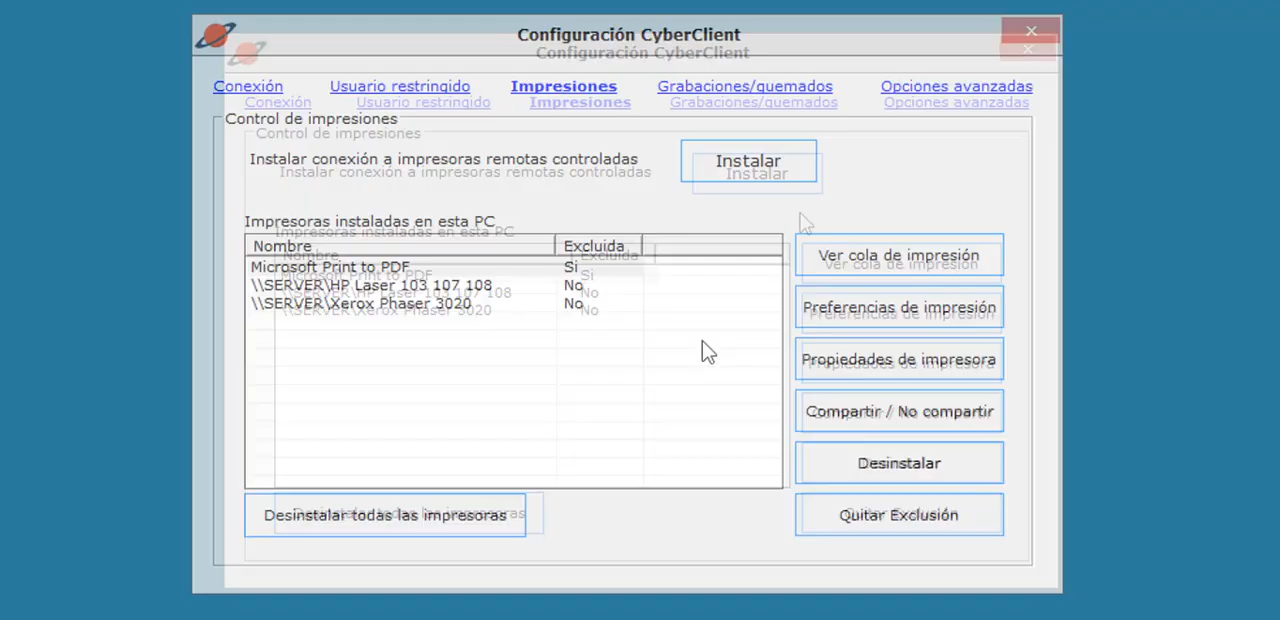 Configuración CyberClient
Conexión Usuario restringido Impresiones Grabaciones/quemados Opciones avanzadas
Control de impresiones
Instalar conexión a impresoras remotas controladas Instalar
Impresoras instaladas en esta PC
Nombre Excluida
Microsoft Print to PDF Si
\\SERVER\HP Laser 103 107 108 No
\\SERVER\Xerox Phaser 3020 No
Ver cola de impresión
Preferencias de impresión
Propiedades de impresora
Compartir / No compartir
Desinstalar
Desinstalar todas las impresoras Quitar Exclusión